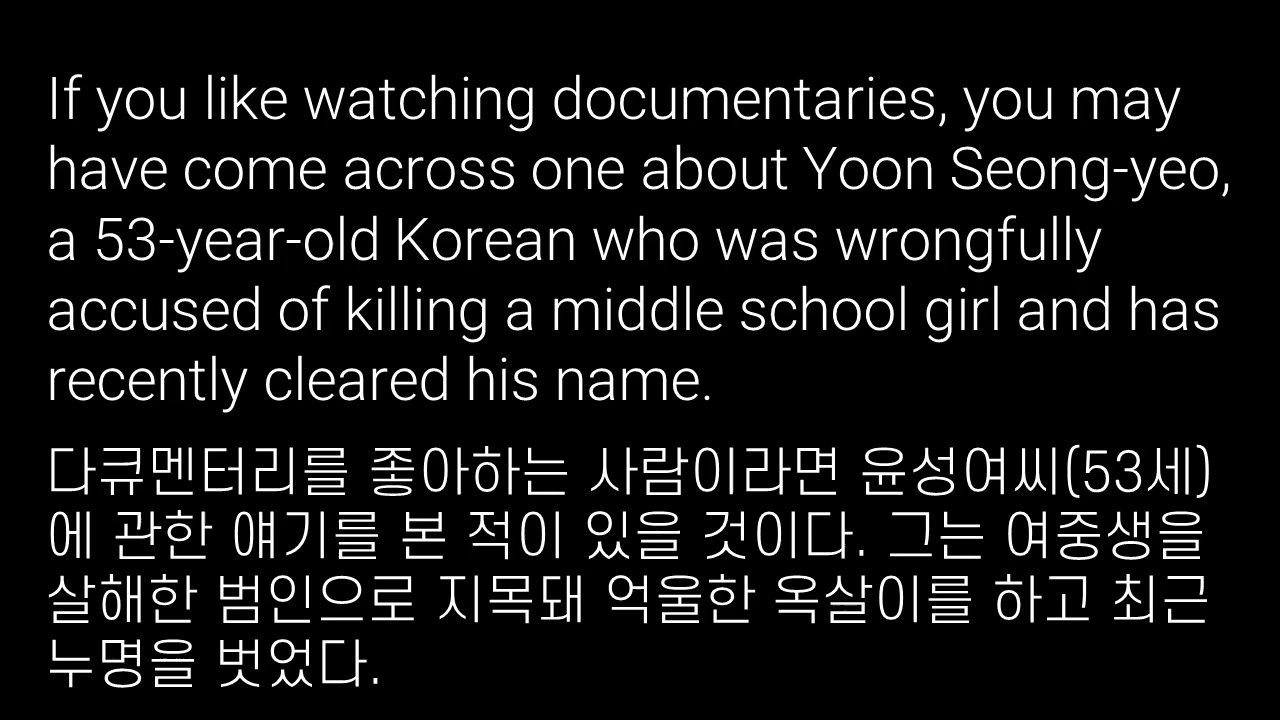 If you like watching documentaries, you may
have come across one about Yoon Seong-yeo,
a 53-year-old Korean who was wrongfully
accused of killing a middle school girl and has
recently cleared his name.
다큐멘터리를 좋아하는 사람이라면 윤성여씨(53세)
에 관한 얘기를 본 적이 있을 것이다. 그는 여중생을
살해한 범인으로 지목돼 억울한 옥살이를 하고 최근
누명을 벗었다.